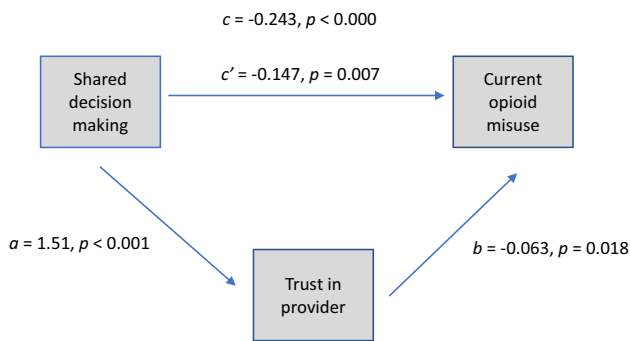 c = -0.243, p < 0.000
c’ = -0.147, p = 0.007
Shared
decision
making
Current
opioid
misuse
a = 1.51, p < 0.001
b = -0.063, p = 0.018
Trust in
provider